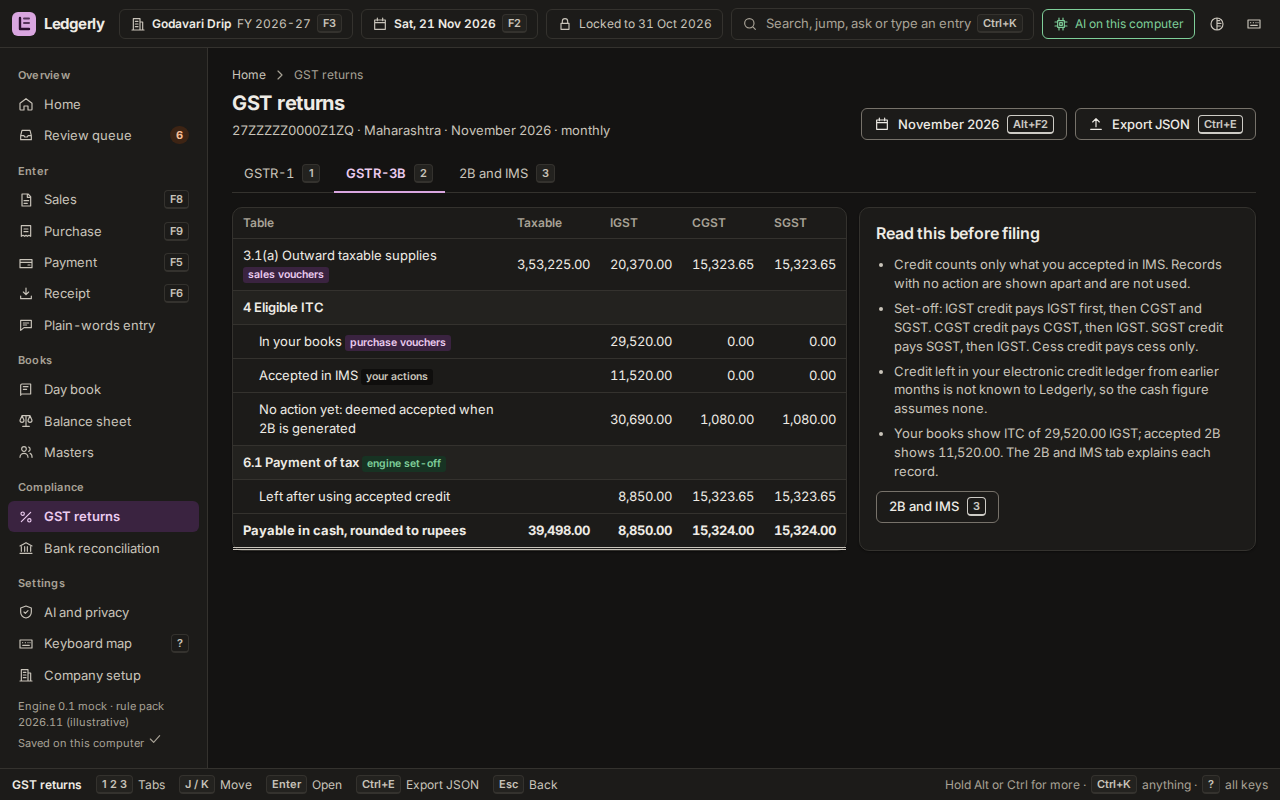 Ledgerly
Godavari Drip FY 2026-27 F3
Sat, 21 Nov 2026 F2
Locked to 31 Oct 2026
Search, jump, ask or type an entry Ctrl+K
AI on this computer
Overview
Home
Review queue 6
Enter
Sales F8
Purchase F9
Payment F5
Receipt F6
Plain-words entry
Books
Day book
Balance sheet
Masters
Compliance
GST returns
Bank reconciliation
Settings
AI and privacy
Keyboard map ?
Company setup
Engine 0.1 mock · rule pack
2026.11 (illustrative)
Saved on this computer
Home > GST returns
GST returns
27ZZZZZ0000Z1ZQ · Maharashtra · November 2026 · monthly
November 2026 Alt+F2
Export JSON Ctrl+E
GSTR-1 1 GSTR-3B 2 2B and IMS 3
Table Taxable IGST CGST SGST
3.1(a) Outward taxable supplies
sales vouchers
3,53,225.00 20,370.00 15,323.65 15,323.65
4 Eligible ITC
In your books purchase vouchers 29,520.00 0.00 0.00
Accepted in IMS your actions 11,520.00 0.00 0.00
No action yet: deemed accepted when
2B is generated
30,690.00 1,080.00 1,080.00
6.1 Payment of tax engine set-off
Left after using accepted credit 8,850.00 15,323.65 15,323.65
Payable in cash, rounded to rupees 39,498.00 8,850.00 15,324.00 15,324.00
Read this before filing
• Credit counts only what you accepted in IMS. Records
with no action are shown apart and are not used.
• Set-off: IGST credit pays IGST first, then CGST and
SGST. CGST credit pays CGST, then IGST. SGST credit
pays SGST, then IGST. Cess credit pays cess only.
• Credit left in your electronic credit ledger from earlier
months is not known to Ledgerly, so the cash figure
assumes none.
• Your books show ITC of 29,520.00 IGST; accepted 2B
shows 11,520.00. The 2B and IMS tab explains each
record.
2B and IMS 3
GST returns 1 2 3 Tabs J / K Move Enter Open Ctrl+E Export JSON Esc Back
Hold Alt or Ctrl for more · Ctrl+K anything · ? all keys